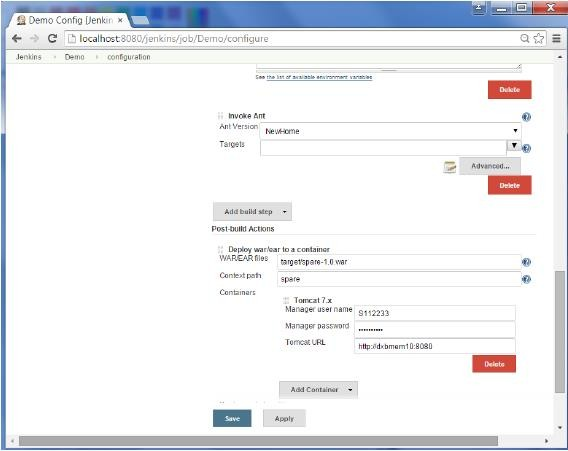 Demo Config [Jenkin
localhost:8080/jenkins/job/Demo/configure
Jenkins Demo configuration
See the list of available environment variables
Delete
Invoke Ant
Ant Version NewHome
Targets
Advanced...
Delete
Add build step
Post-build Actions
Deploy war/ear to a container
WAR/EAR files target/spare-1.0.war
Context path spare
Containers
Tomcat 7.x
Manager user name S112233
Manager password ••••••••••
Tomcat URL http://dxbmem10:8080
Delete
Add Container
Save Apply